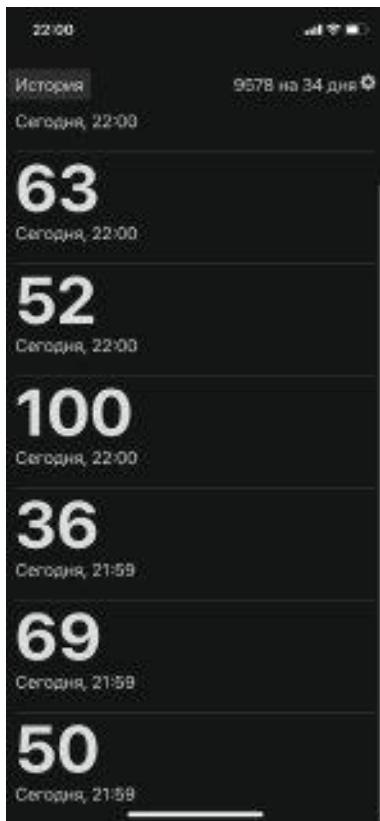 22:00
История
9578 на 34 дня
Сегодня, 22:00
63
Сегодня, 22:00
52
Сегодня, 22:00
100
Сегодня, 22:00
36
Сегодня, 21:59
69
Сегодня, 21:59
50
Сегодня, 21:59